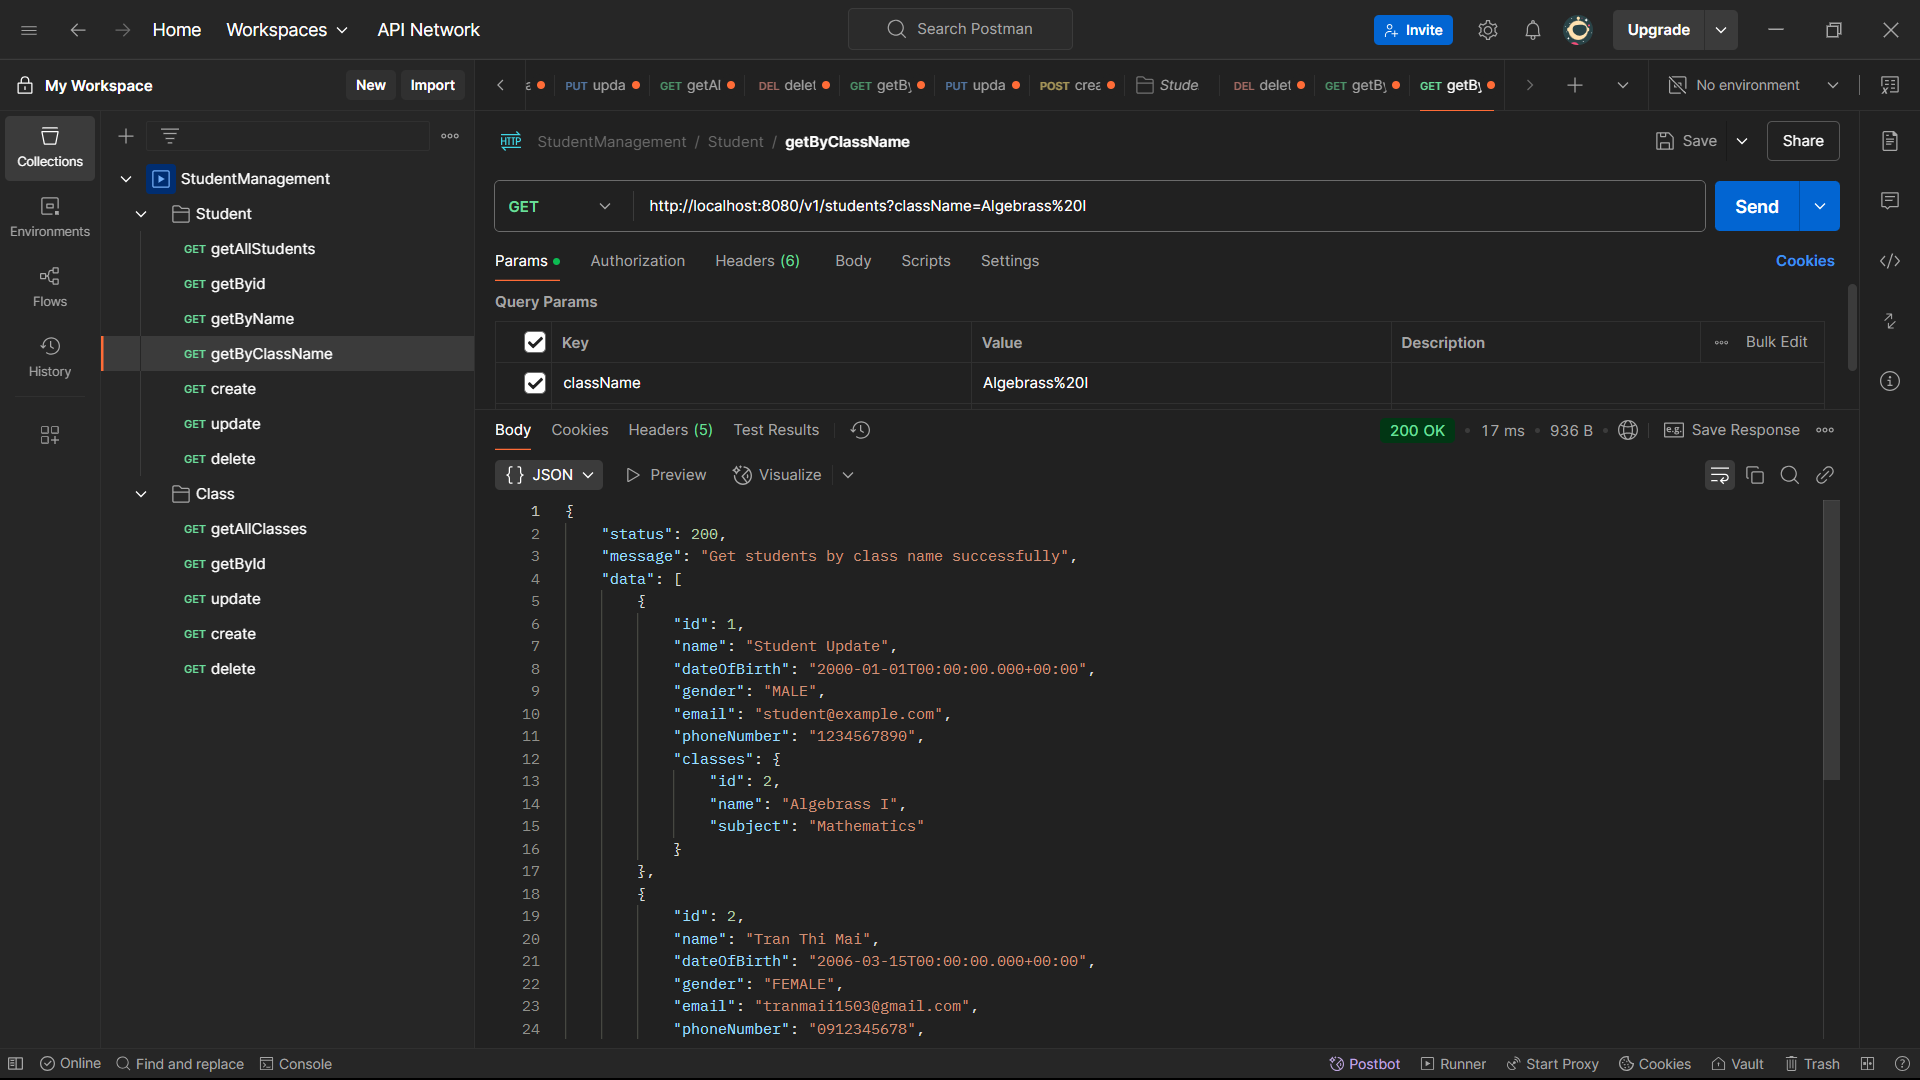 Home Workspaces API Network Search Postman Invite Upgrade
My Workspace New Import
PUT upda GET getAl DEL delet GET getBy PUT upda POST crea Stude DEL delet GET getBy GET getBy No environment
Collections
Environments
Flows
History
StudentManagement
Student
GET getAllStudents
GET getByid
GET getByName
GET getByClassName
GET create
GET update
GET delete
Class
GET getAllClasses
GET getById
GET update
GET create
GET delete
HTTP StudentManagement / Student / getByClassName Save Share
GET http://localhost:8080/v1/students?className=Algebrass%20I Send
Params Authorization Headers (6) Body Scripts Settings Cookies
Query Params
Key Value Description Bulk Edit
className Algebrass%20I
Body Cookies Headers (5) Test Results 200 OK 17 ms 936 B e.g. Save Response
{} JSON Preview Visualize
1 {
2 "status": 200,
3 "message": "Get students by class name successfully",
4 "data": [
5 {
6 "id": 1,
7 "name": "Student Update",
8 "dateOfBirth": "2000-01-01T00:00:00.000+00:00",
9 "gender": "MALE",
10 "email": "student@example.com",
11 "phoneNumber": "1234567890",
12 "classes": {
13 "id": 2,
14 "name": "Algebrass I",
15 "subject": "Mathematics"
16 }
17 },
18 {
19 "id": 2,
20 "name": "Tran Thi Mai",
21 "dateOfBirth": "2006-03-15T00:00:00.000+00:00",
22 "gender": "FEMALE",
23 "email": "tranmaii1503@gmail.com",
24 "phoneNumber": "0912345678",
Online Find and replace Console Postbot Runner Start Proxy Cookies Vault Trash